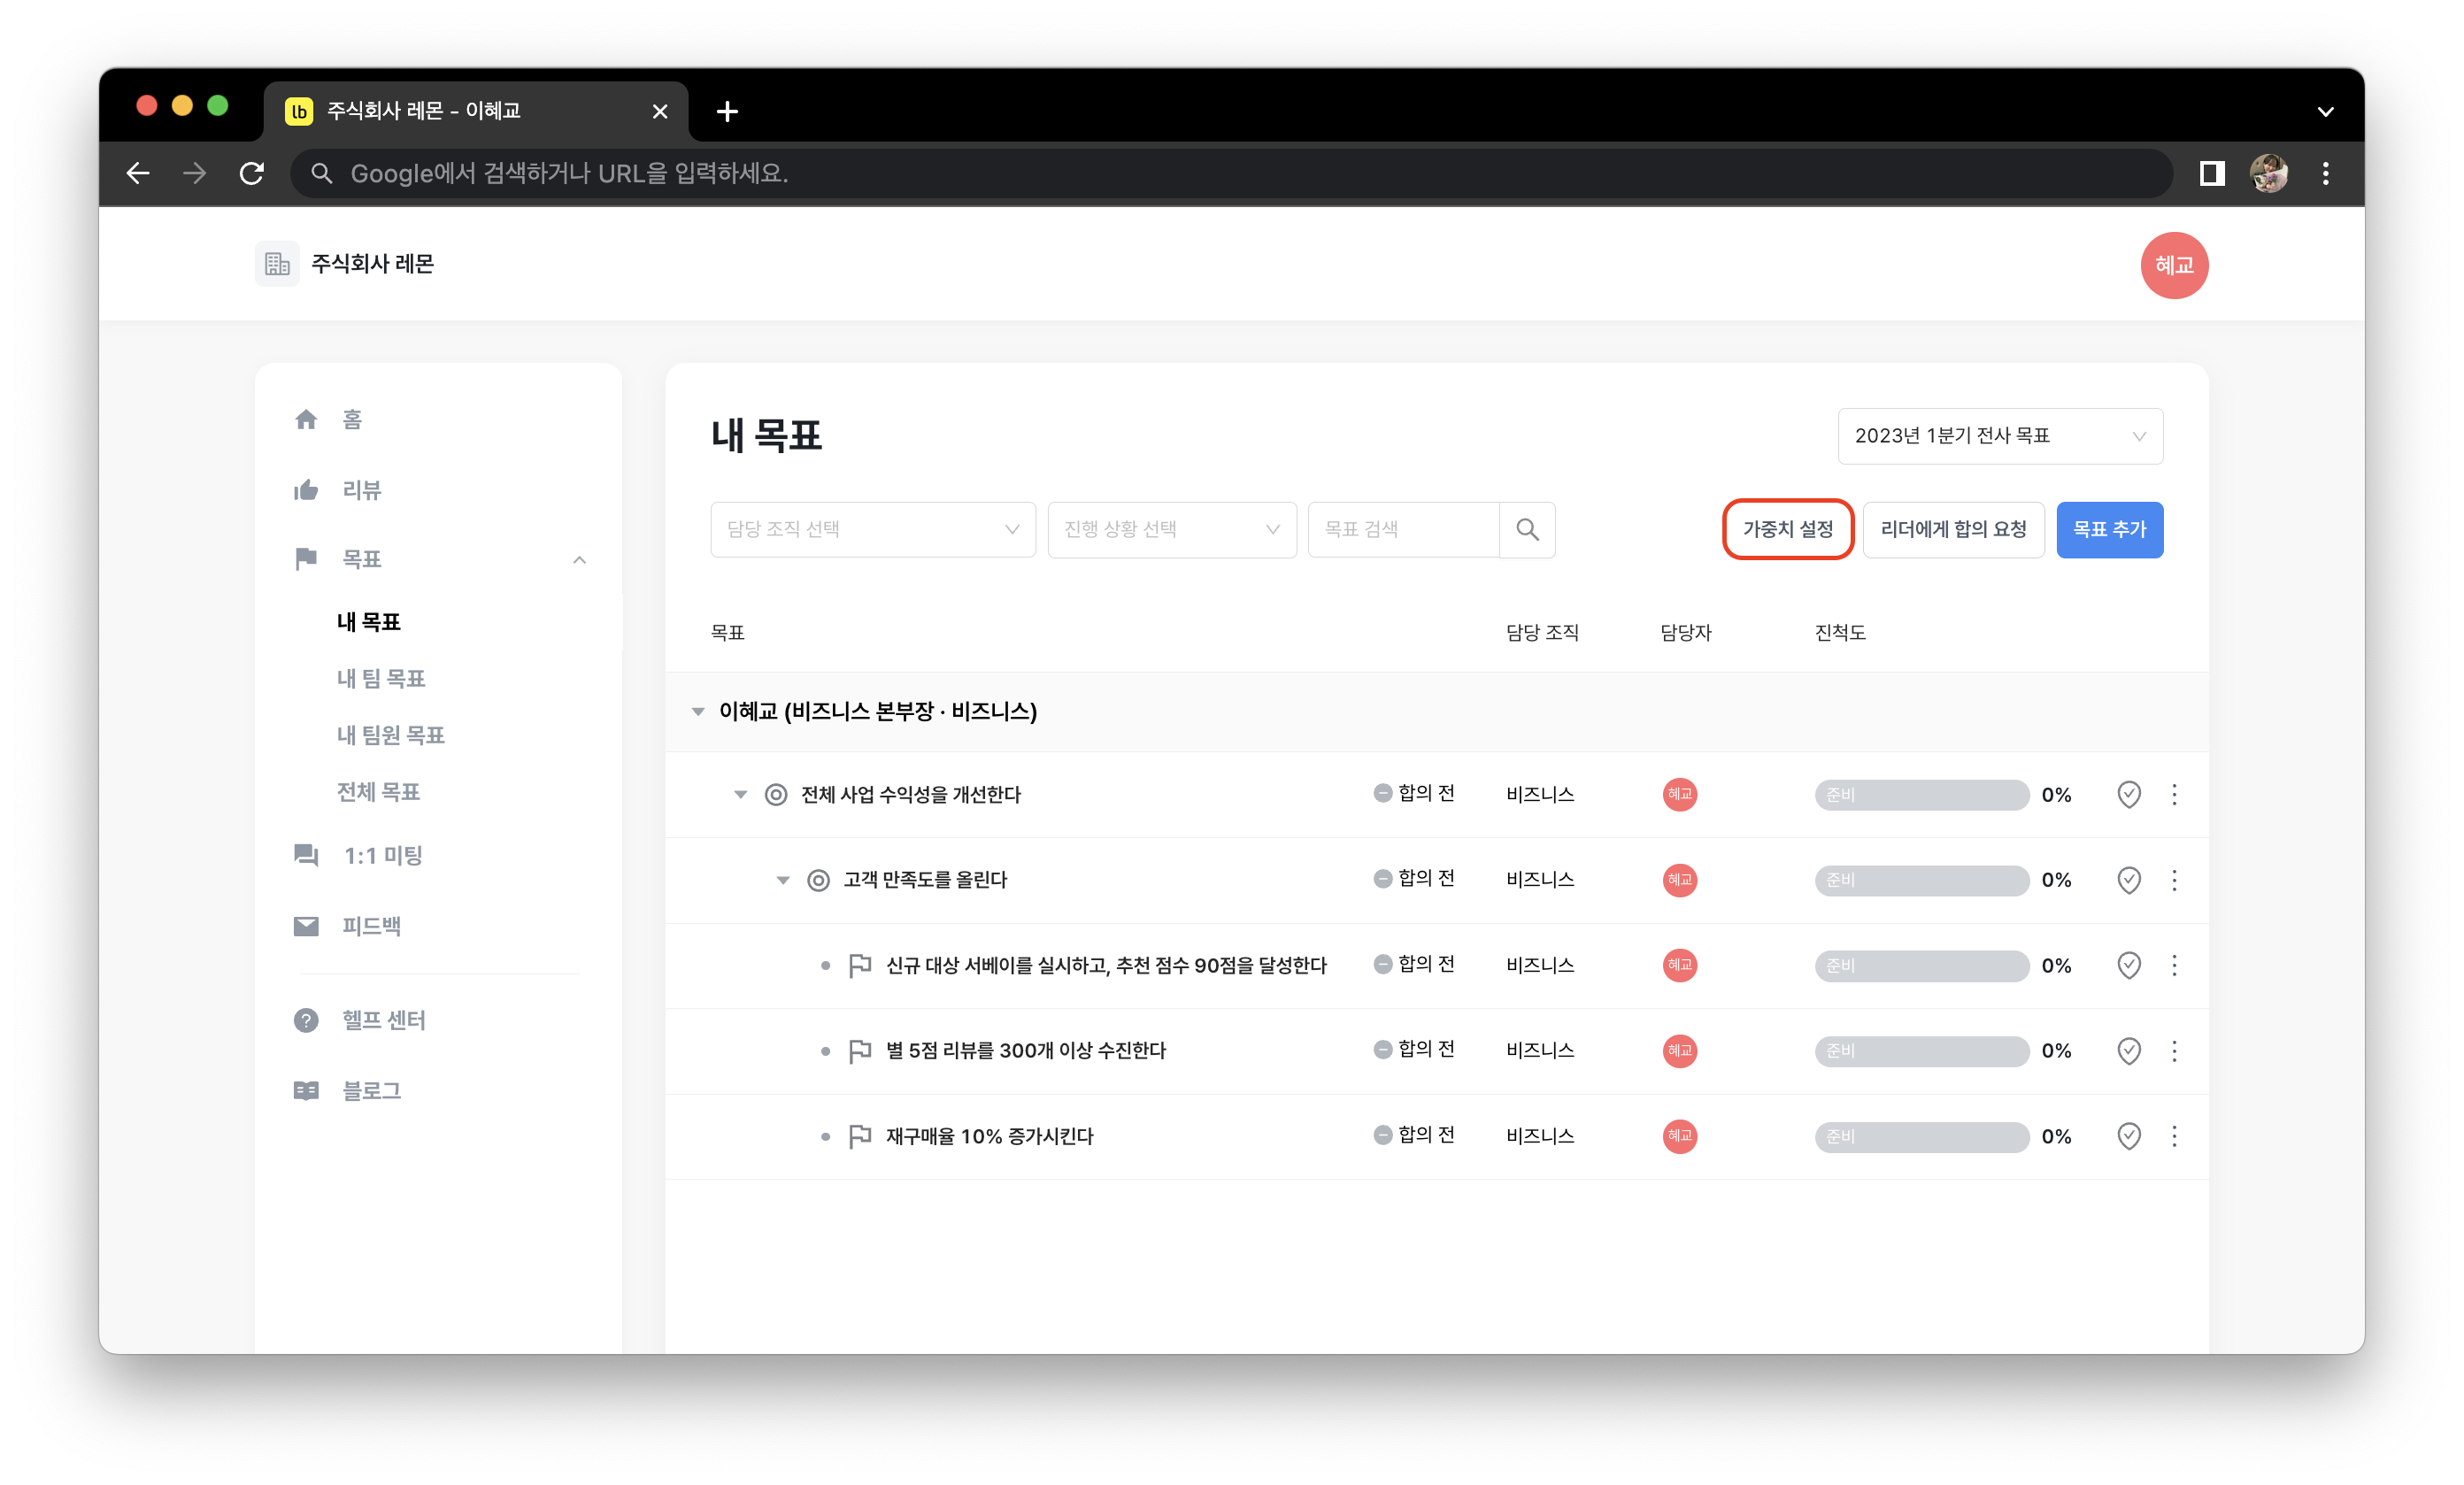 lb 주식회사 레몬 - 이혜교
Google에서 검색하거나 URL을 입력하세요.
주식회사 레몬
혜교
홈
리뷰
목표
내 목표
내 팀 목표
내 팀원 목표
전체 목표
1:1 미팅
피드백
헬프 센터
블로그
내 목표
2023년 1분기 전사 목표
담당 조직 선택 진행 상황 선택 목표 검색 가중치 설정 리더에게 합의 요청 목표 추가
목표 담당 조직 담당자 진척도
이혜교 (비즈니스 본부장 · 비즈니스)
전체 사업 수익성을 개선한다 합의 전 비즈니스 혜교 준비 0%
고객 만족도를 올린다 합의 전 비즈니스 혜교 준비 0%
신규 대상 서베이를 실시하고, 추천 점수 90점을 달성한다 합의 전 비즈니스 혜교 준비 0%
별 5점 리뷰를 300개 이상 수진한다 합의 전 비즈니스 혜교 준비 0%
재구매율 10% 증가시킨다 합의 전 비즈니스 혜교 준비 0%